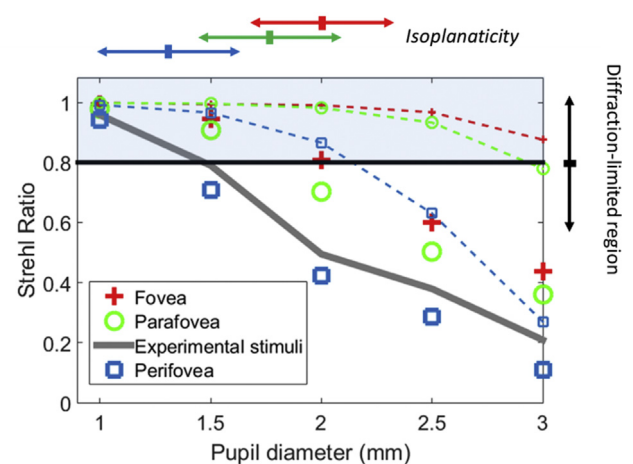 Isoplanaticity
1
0.8
0.6
0.4
0.2
0
Strehl Ratio
Fovea
Parafovea
Experimental stimuli
Perifovea
1 1.5 2 2.5 3
Pupil diameter (mm)
Diffraction-limited region